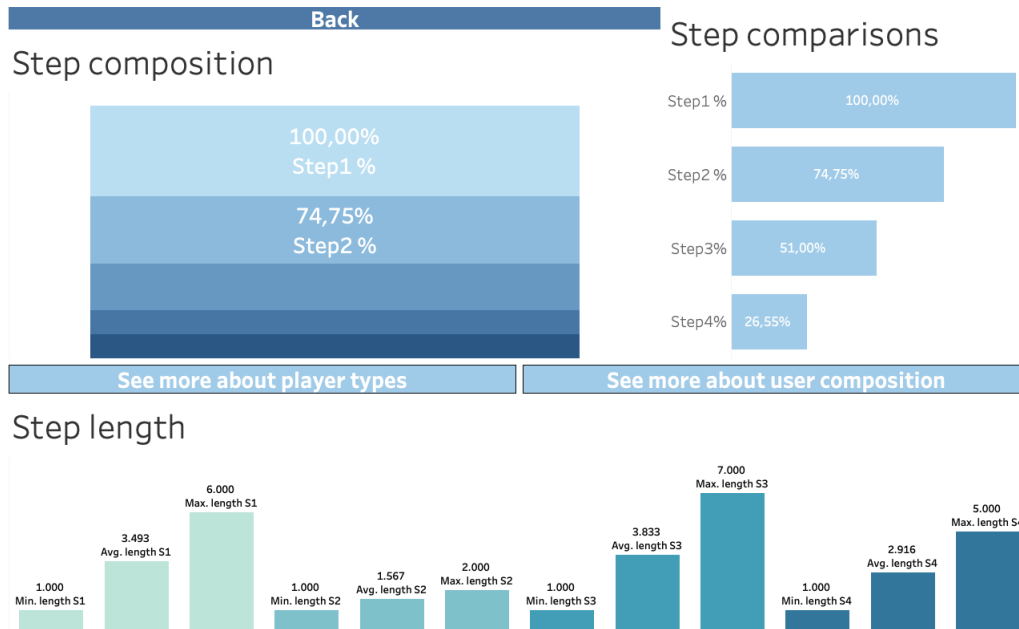 Back
Step composition
100,00%
Step1 %
74,75%
Step2 %
Step comparisons
Step1 %
100,00%
Step2 %
74,75%
Step3%
51,00%
Step4%
26,55%
See more about player types
See more about user composition
Step length
1.000
Min. length S1
3.493
Avg. length S1
6.000
Max. length S1
1.000
Min. length S2
1.567
Avg. length S2
2.000
Max. length S2
1.000
Min. length S3
3.833
Avg. length S3
7.000
Max. length S3
1.000
Min. length S4
2.916
Avg. length S4
5.000
Max. length S4